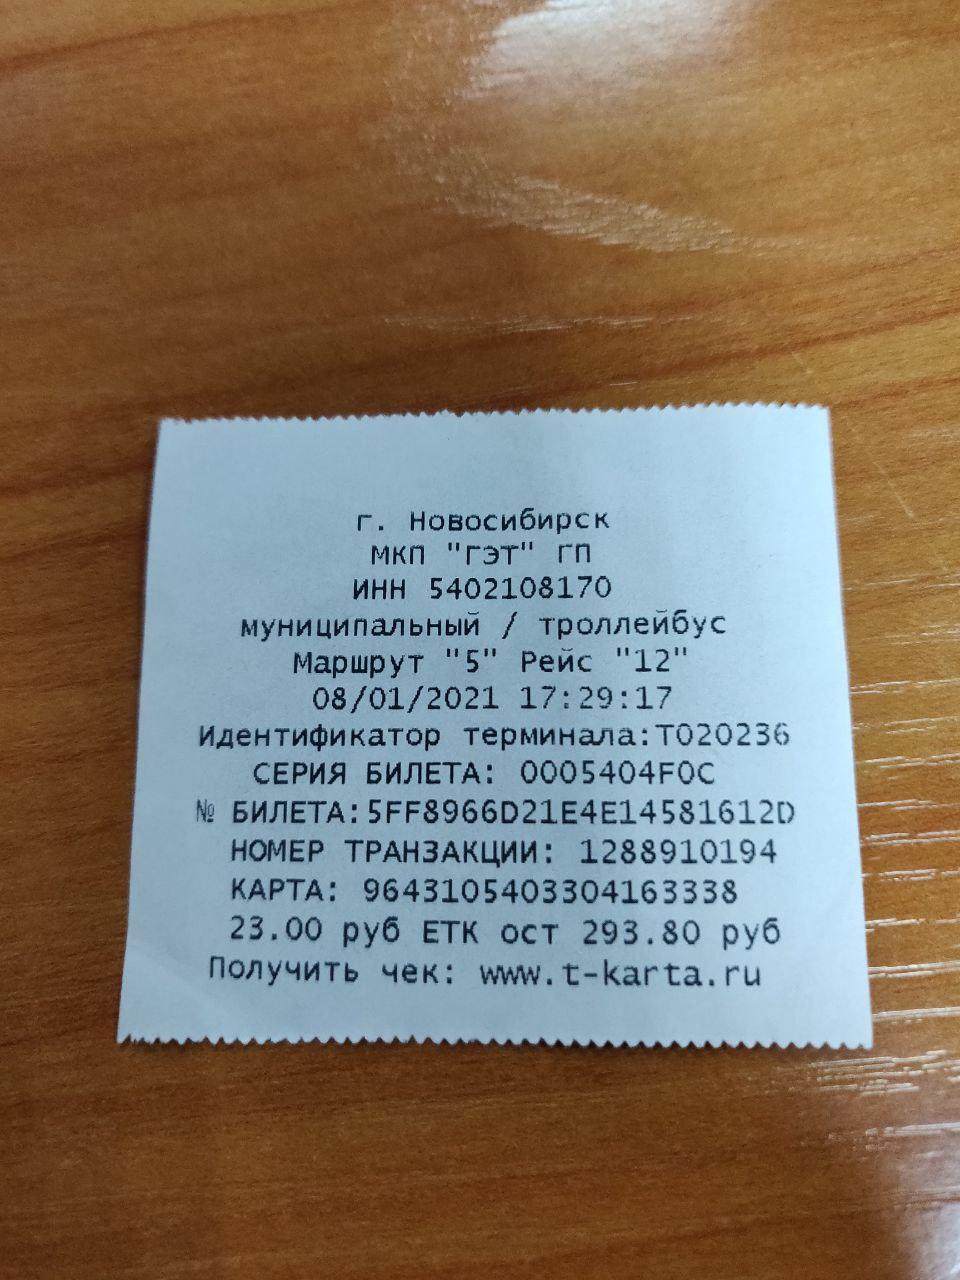 г. Новосибирск
МКП "ГЭТ" ГП
ИНН 5402108170
муниципальный / троллейбус
Маршрут "5" Рейс "12"
08/01/2021 17:29:17
Идентификатор терминала:T020236
СЕРИЯ БИЛЕТА: 0005404F0C
№ БИЛЕТА:5FF8966D21E4E14581612D
НОМЕР ТРАНЗАКЦИИ: 1288910194
КАРТА: 9643105403304163338
23.00 руб ЕТК ост 293.80 руб
Получить чек: www.t-karta.ru